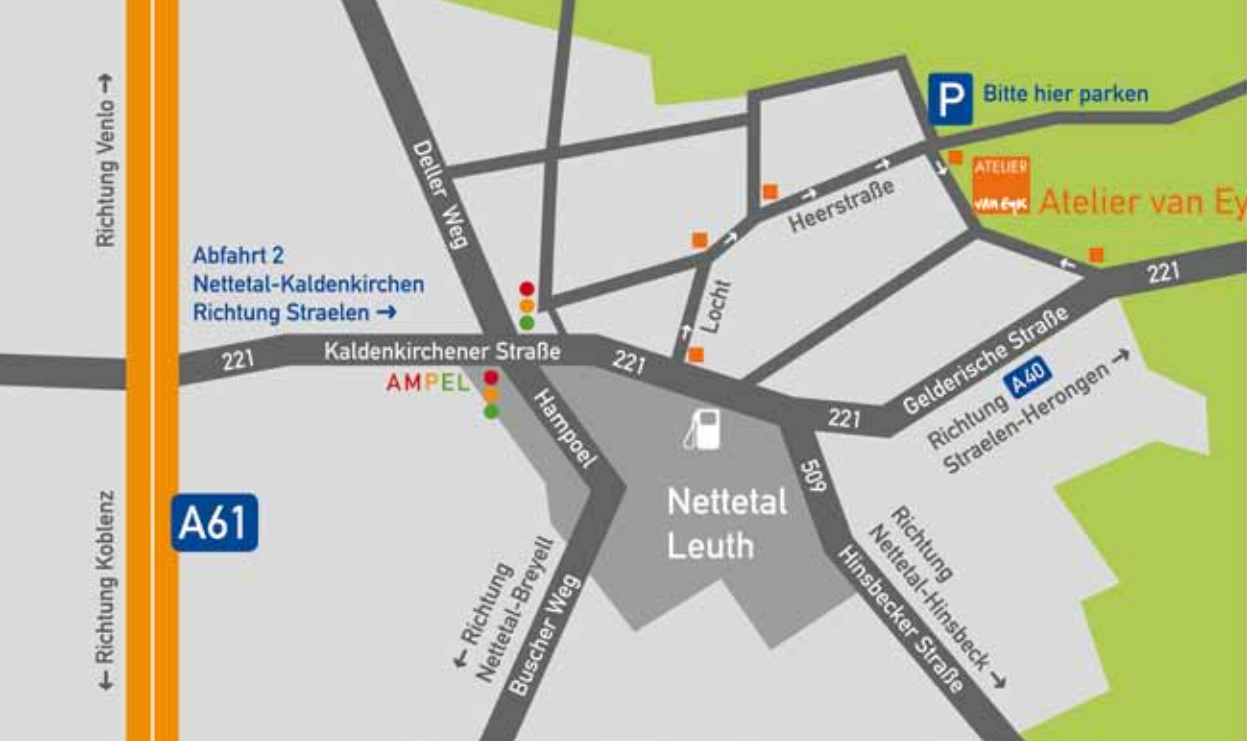 Richtung Venlo →
← Richtung Koblenz
A61
Abfahrt 2
Nettetal-Kaldenkirchen
Richtung Straelen →
Deller Weg
221
Kaldenkirchener Straße
221
AMPEL
Hampoel
← Richtung
Nettetal-Breyell
Buscher Weg
Nettetal
Leuth
Locht
Heerstraße
P
Bitte hier parken
ATELIER
van Eyk
Atelier van Ey
221
Gelderische Straße
221
Richtung A40
Straelen-Herongen →
509
Hinsbecker Straße
Richtung
Nettetal-Hinsbeck →